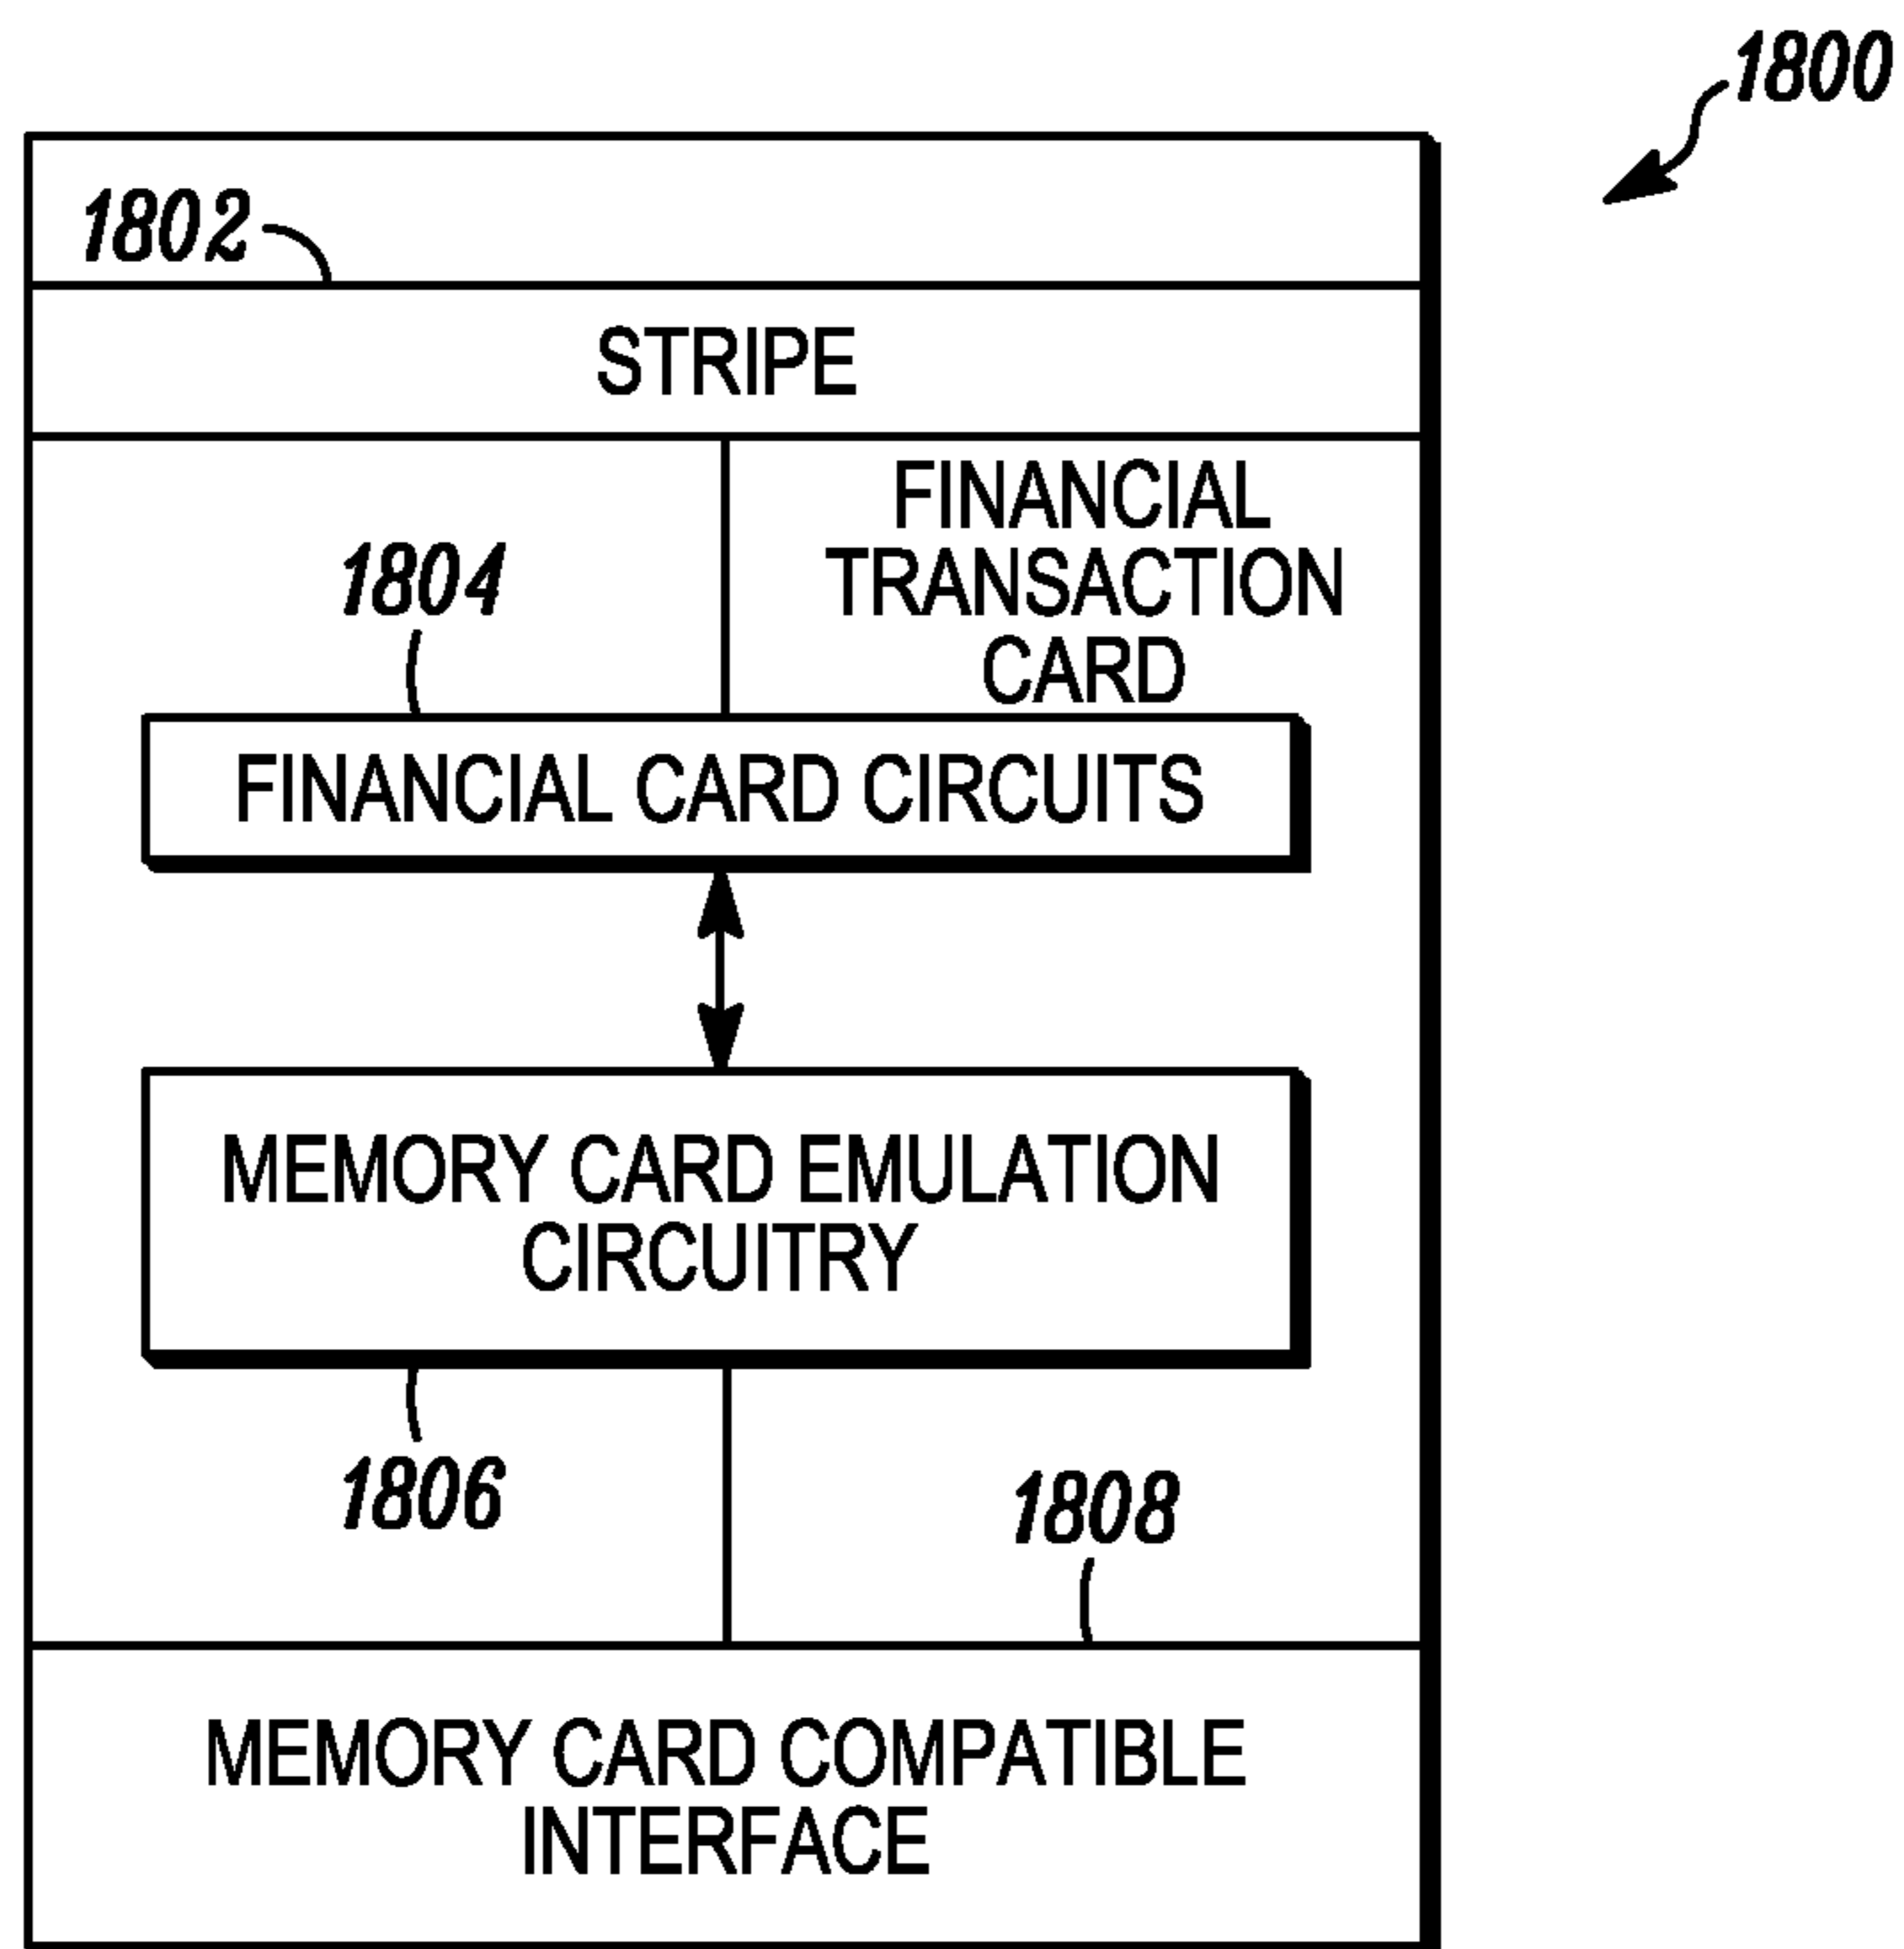 1800
1802
STRIPE
FINANCIAL
TRANSACTION
CARD
1804
FINANCIAL CARD CIRCUITS
MEMORY CARD EMULATION
CIRCUITRY
1806
1808
MEMORY CARD COMPATIBLE
INTERFACE